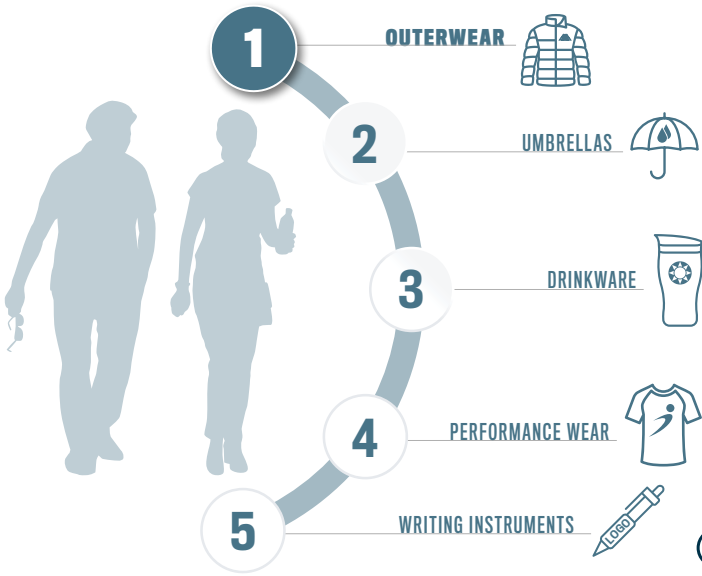 1 OUTERWEAR
2 UMBRELLAS
3 DRINKWARE
4 PERFORMANCE WEAR
5 WRITING INSTRUMENTS
LOGO